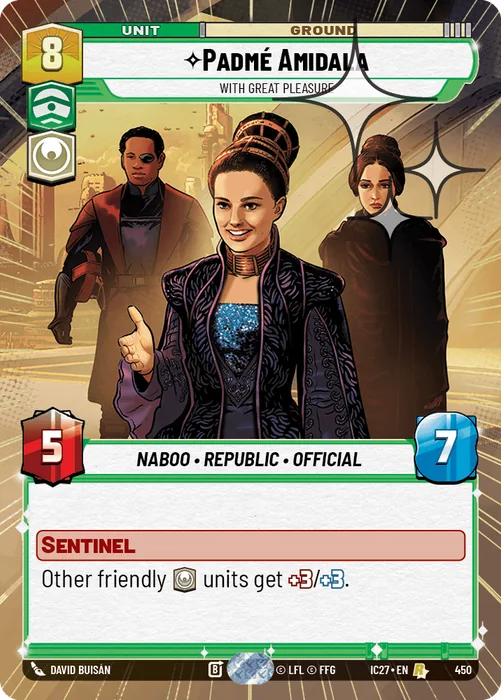 UNIT GROUND
8
PADMÉ AMIDALA
WITH GREAT PLEASURE
5
NABOO • REPUBLIC • OFFICIAL
7
SENTINEL
Other friendly units get +3/+3.
DAVID BUISÁN B © LFL © FFG IC27 • EN R 450